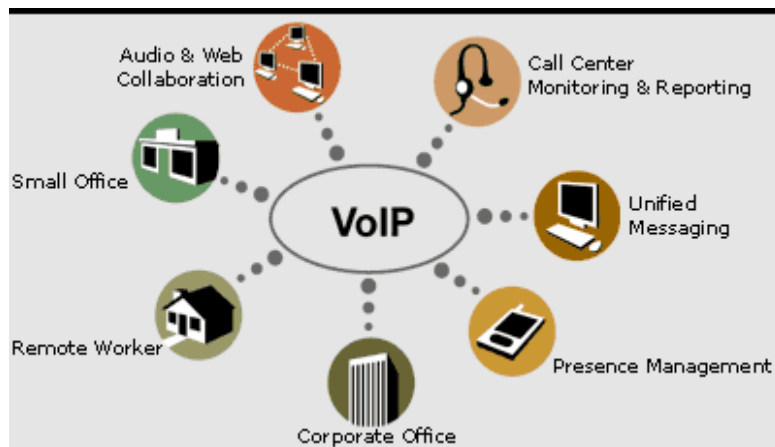 Audio & Web
Collaboration
Call Center
Monitoring & Reporting
Small Office
VoIP
Unified
Messaging
Remote Worker
Presence Management
Corporate Office